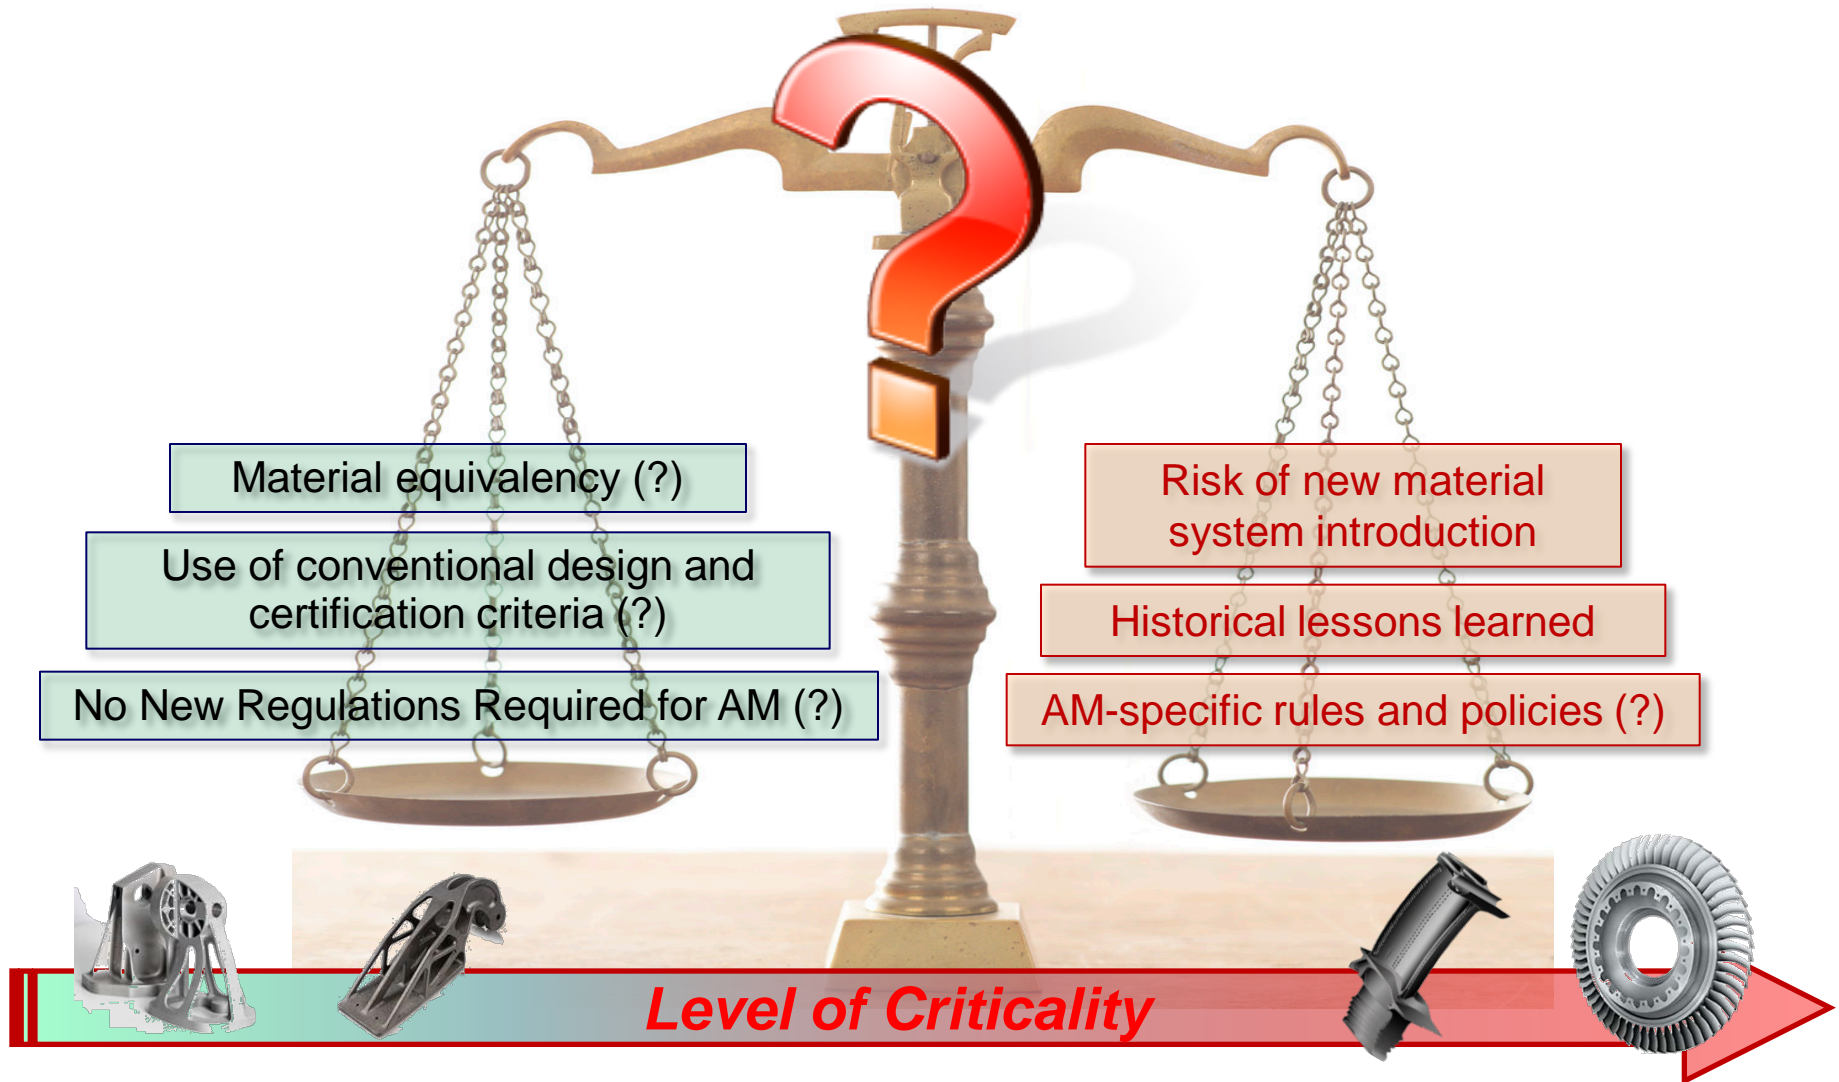 Material equivalency (?)
Use of conventional design and
certification criteria (?)
No New Regulations Required for AM (?)
Risk of new material
system introduction
Historical lessons learned
AM-specific rules and policies (?)
Level of Criticality